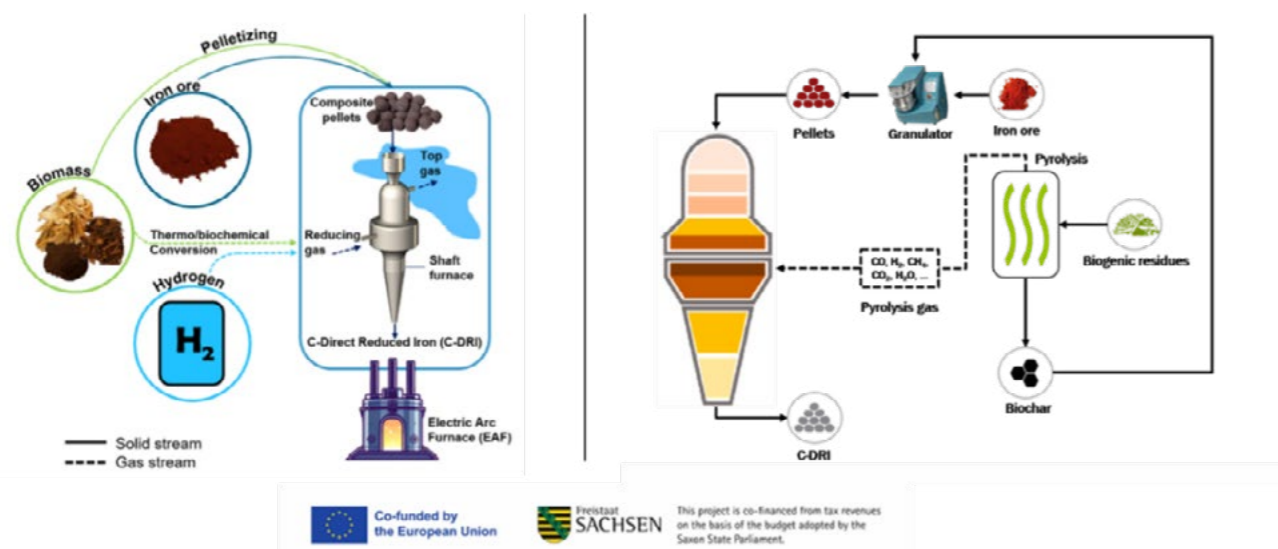 Pelletizing
Iron ore
Biomass
Composite
pellets
Top
gas
Thermo/biochemical
Conversion
Reducing
gas
Shaft
furnace
Hydrogen
H₂
C-Direct Reduced Iron (C-DRI)
Electric Arc
Furnace (EAF)
Solid stream
Gas stream
Pellets
Granulator
Iron ore
Pyrolysis
Biogenic residues
CO, H₂, CH₄,
CO₂, H₂O, ...
Pyrolysis gas
Biochar
C-DRI
Co-funded by
the European Union
Freistaat
SACHSEN
This project is co-financed from tax revenues
on the basis of the budget adopted by the
Saxon State Parliament.